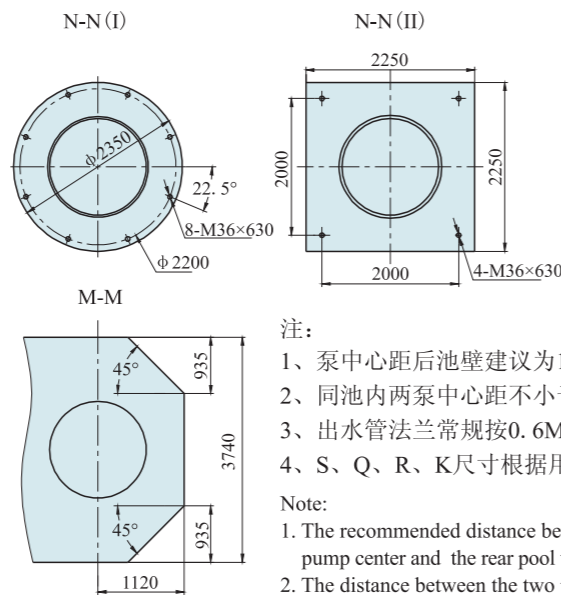 N-N(I)
N-N(II)
2250
ф2350
22.5°
8-M36×630
ф2200
2000
2250
2000
4-M36×630
M-M
45°
935
3740
45°
935
1120
注:
1、泵中心距后池壁建议为1
2、同池内两泵中心距不小
3、出水管法兰常规按0.6M
4、S、Q、R、K尺寸根据用
Note:
1. The recommended distance be
pump center and the rear pool
2. The distance between the two